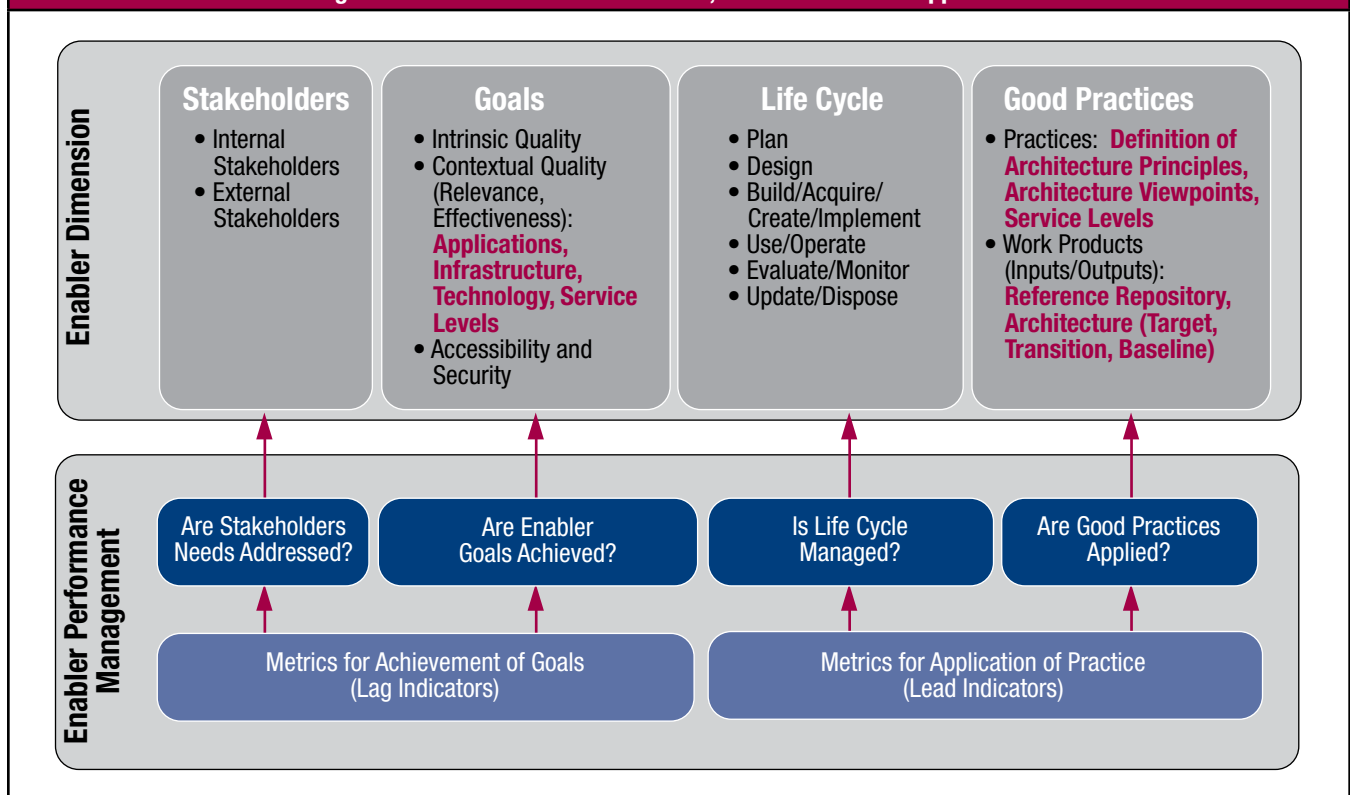 Enabler Dimension
Stakeholders
• Internal
Stakeholders
• External
Stakeholders
Goals
• Intrinsic Quality
• Contextual Quality
(Relevance,
Effectiveness):
Applications,
Infrastructure,
Technology, Service
Levels
• Accessibility and
Security
Life Cycle
• Plan
• Design
• Build/Acquire/
Create/Implement
• Use/Operate
• Evaluate/Monitor
• Update/Dispose
Good Practices
• Practices: Definition of
Architecture Principles,
Architecture Viewpoints,
Service Levels
• Work Products
(Inputs/Outputs):
Reference Repository,
Architecture (Target,
Transition, Baseline)
Enabler Performance
Management
Are Stakeholders
Needs Addressed?
Are Enabler
Goals Achieved?
Is Life Cycle
Managed?
Are Good Practices
Applied?
Metrics for Achievement of Goals
(Lag Indicators)
Metrics for Application of Practice
(Lead Indicators)